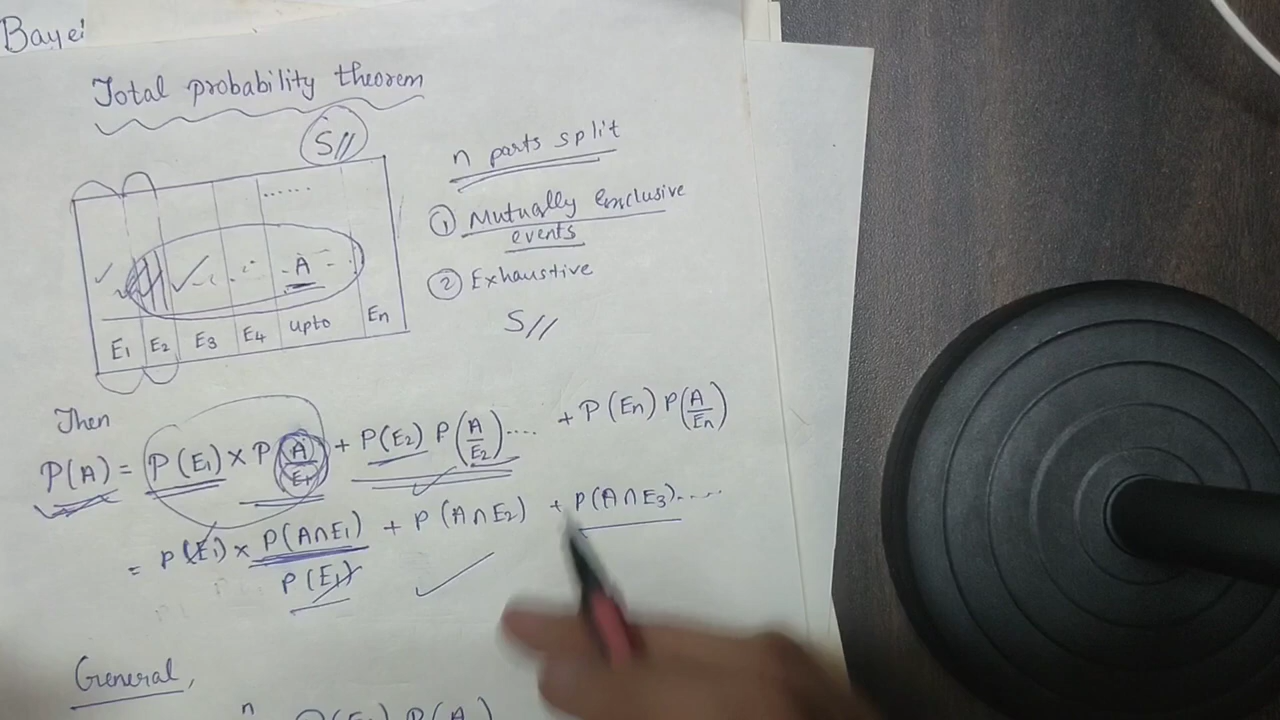 Baye
Total probability theorem
S//
n parts split
① Mutually Exclusive
events
② Exhaustive
S//
...... 
A
E1 E2 E3 E4 upto En
Then
P(A) = P(E1) × P(A/E1) + P(E2) P(A/E2).... + P(En) P(A/En)
= P(E1) × P(A∩E1)/P(E1) + P(A∩E2) + P(A∩E3).....
General,
n